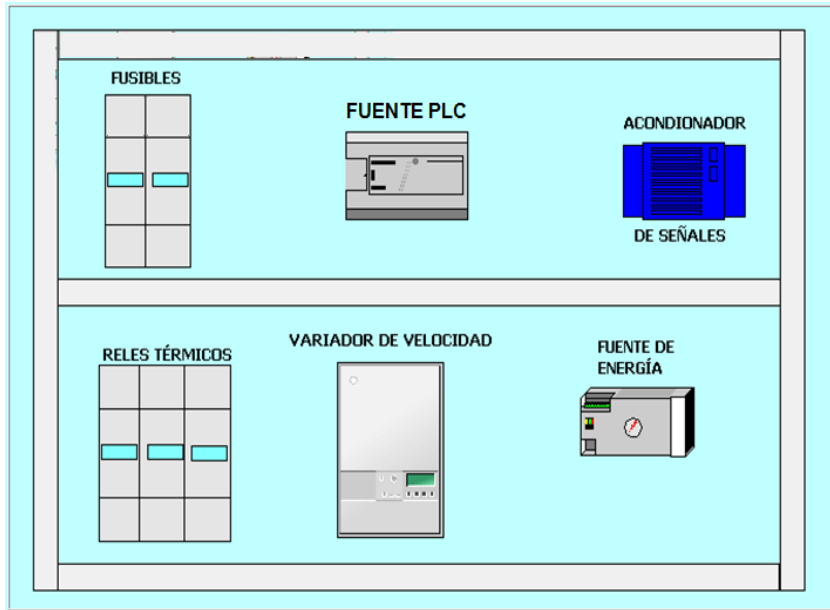 FUSIBLES
FUENTE PLC
ACONDIONADOR
DE SEÑALES
RELES TÉRMICOS
VARIADOR DE VELOCIDAD
FUENTE DE
ENERGÍA